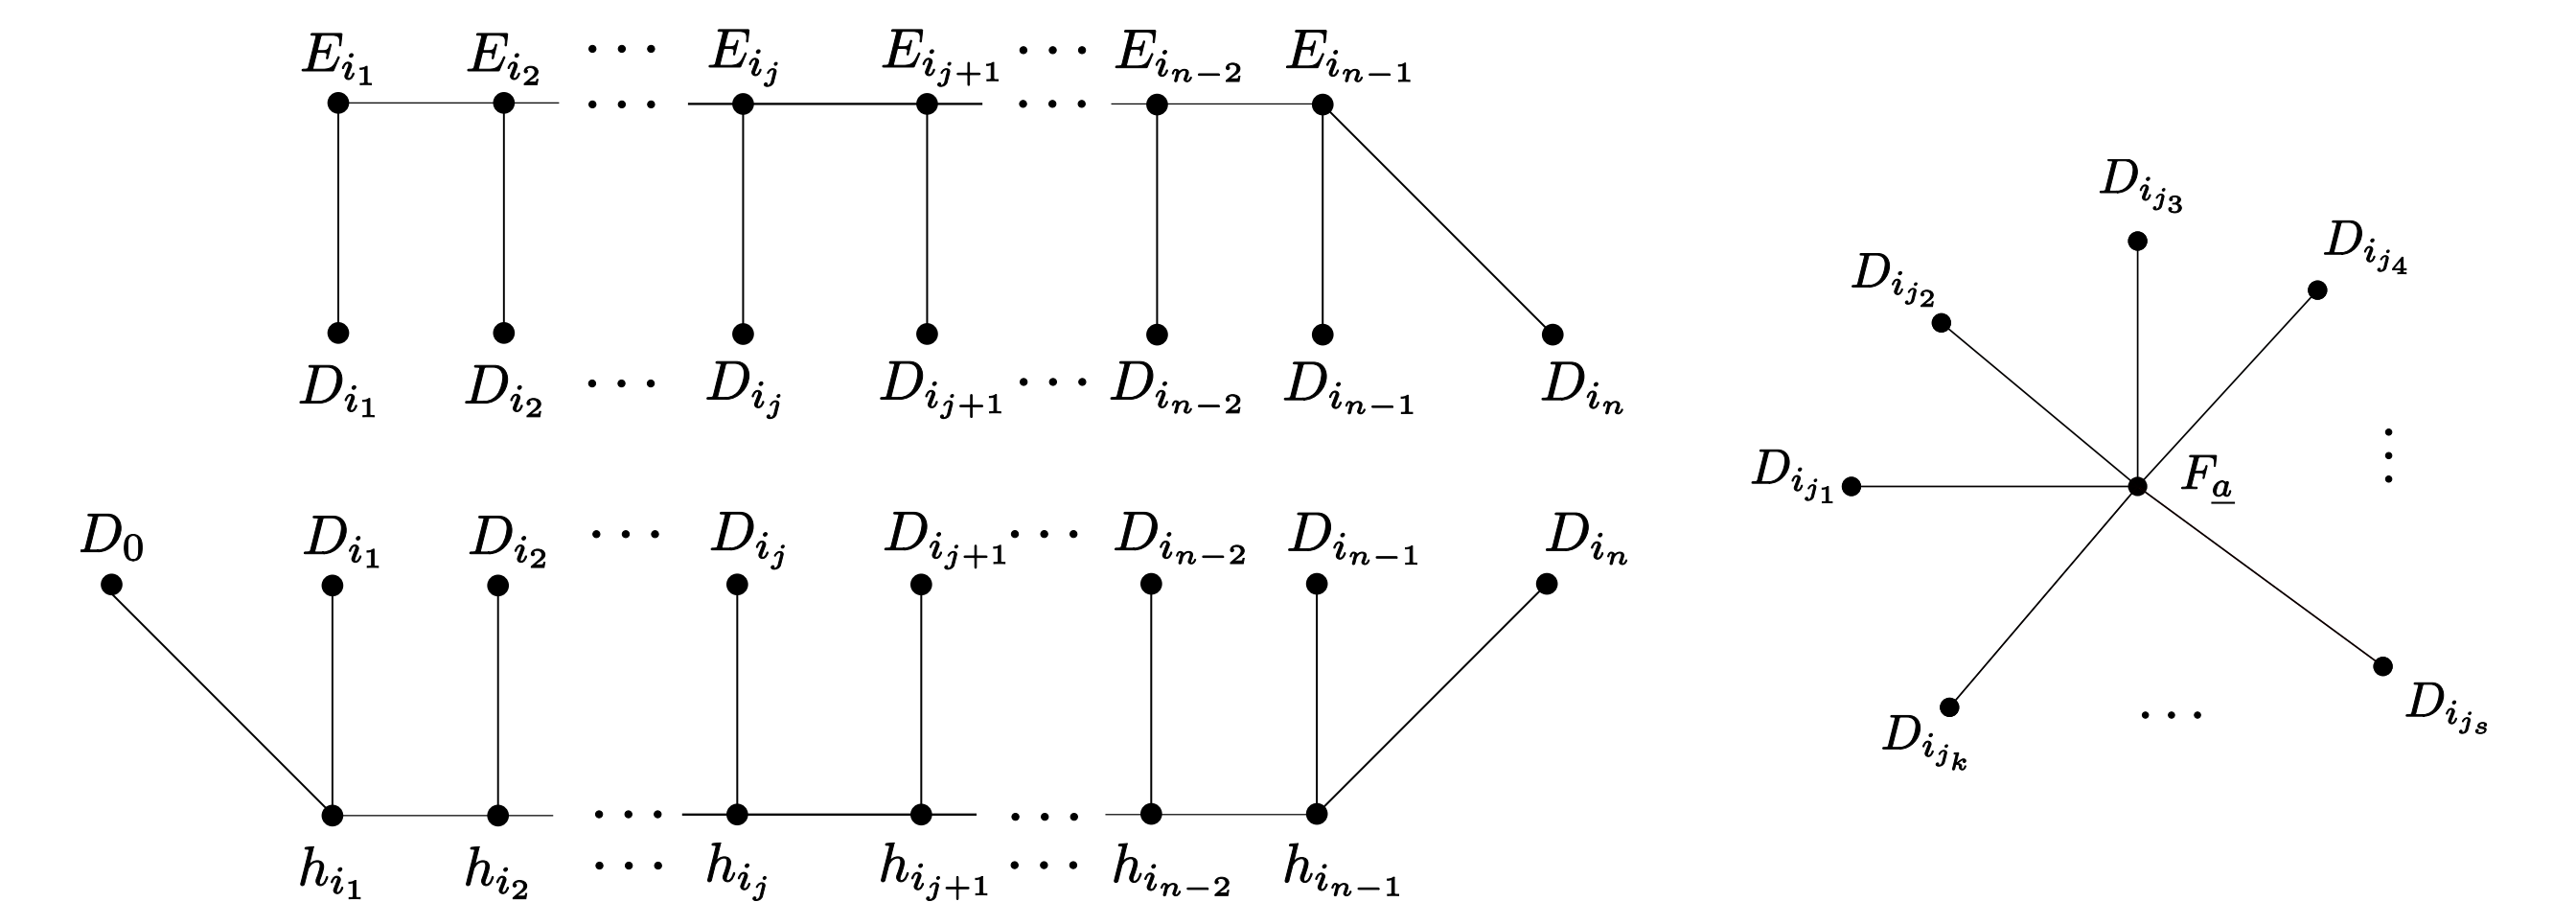 E_{i_1} E_{i_2} ⋯ E_{i_j} E_{i_{j+1}} ⋯ E_{i_{n-2}} E_{i_{n-1}}
⋯ ⋯
D_{i_1} D_{i_2} ⋯ D_{i_j} D_{i_{j+1}} ⋯ D_{i_{n-2}} D_{i_{n-1}} D_{i_n}
D_0 D_{i_1} D_{i_2} ⋯ D_{i_j} D_{i_{j+1}} ⋯ D_{i_{n-2}} D_{i_{n-1}} D_{i_n}
⋯ ⋯
h_{i_1} h_{i_2} ⋯ h_{i_j} h_{i_{j+1}} ⋯ h_{i_{n-2}} h_{i_{n-1}}
D_{i_{j_3}}
D_{i_{j_4}}
D_{i_{j_2}}
D_{i_{j_1}}
F_{\underline{a}}
⋮
D_{i_{j_s}}
D_{i_{j_k}}
⋯